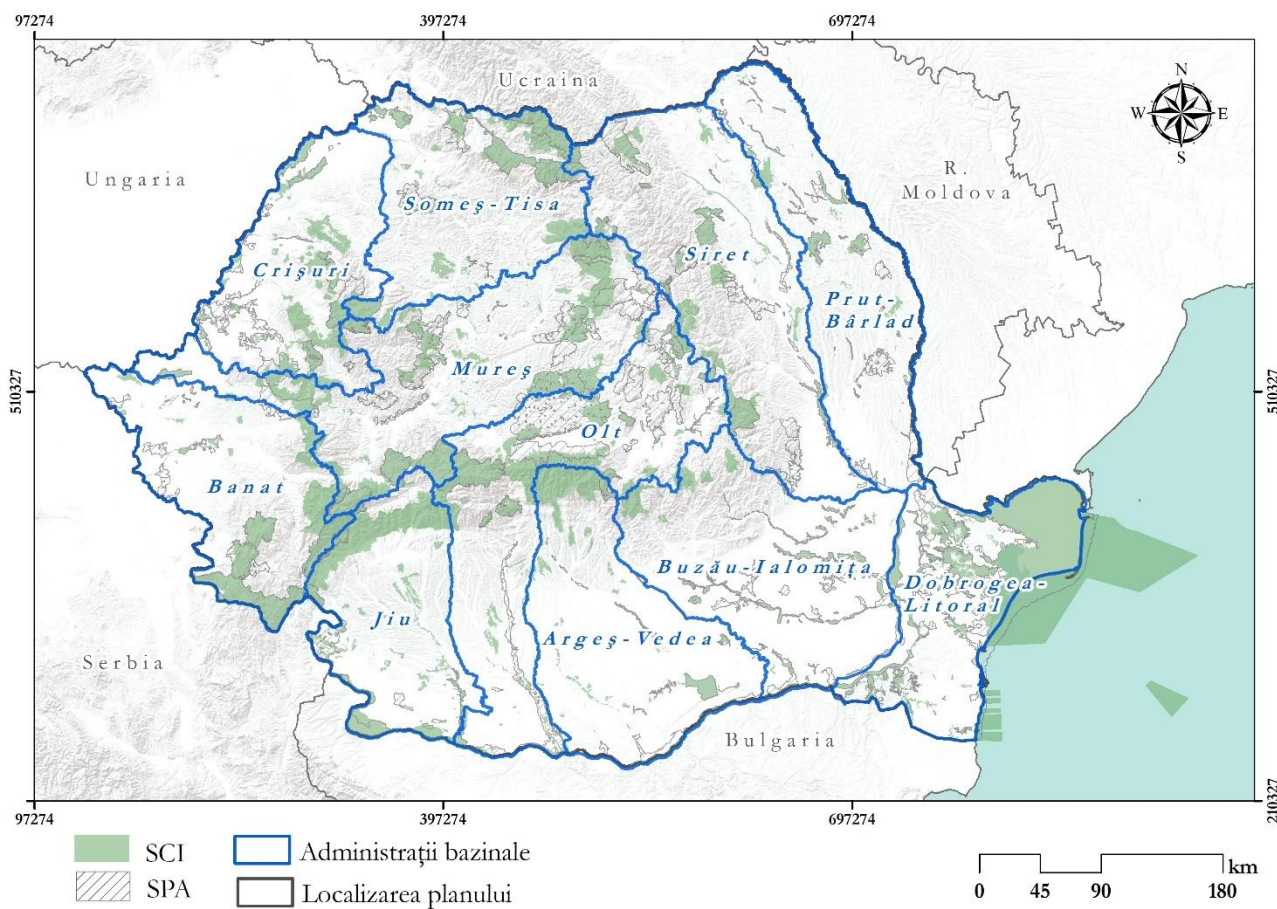 97274
397274
697274
Ucraina
N
W
E
S
Ungaria
R.
Moldova
Someş-Tisa
Siret
Crişuri
Prut-
Bârlad
Mureş
510327
510327
Olt
Banat
Buzău-Ialomița
Dobrogea-
Litoral
Jiu
Argeş-Vedea
Serbia
Bulgaria
210327
97274
397274
697274
SCI
Administrații bazinale
SPA
Localizarea planului
km
0
45
90
180